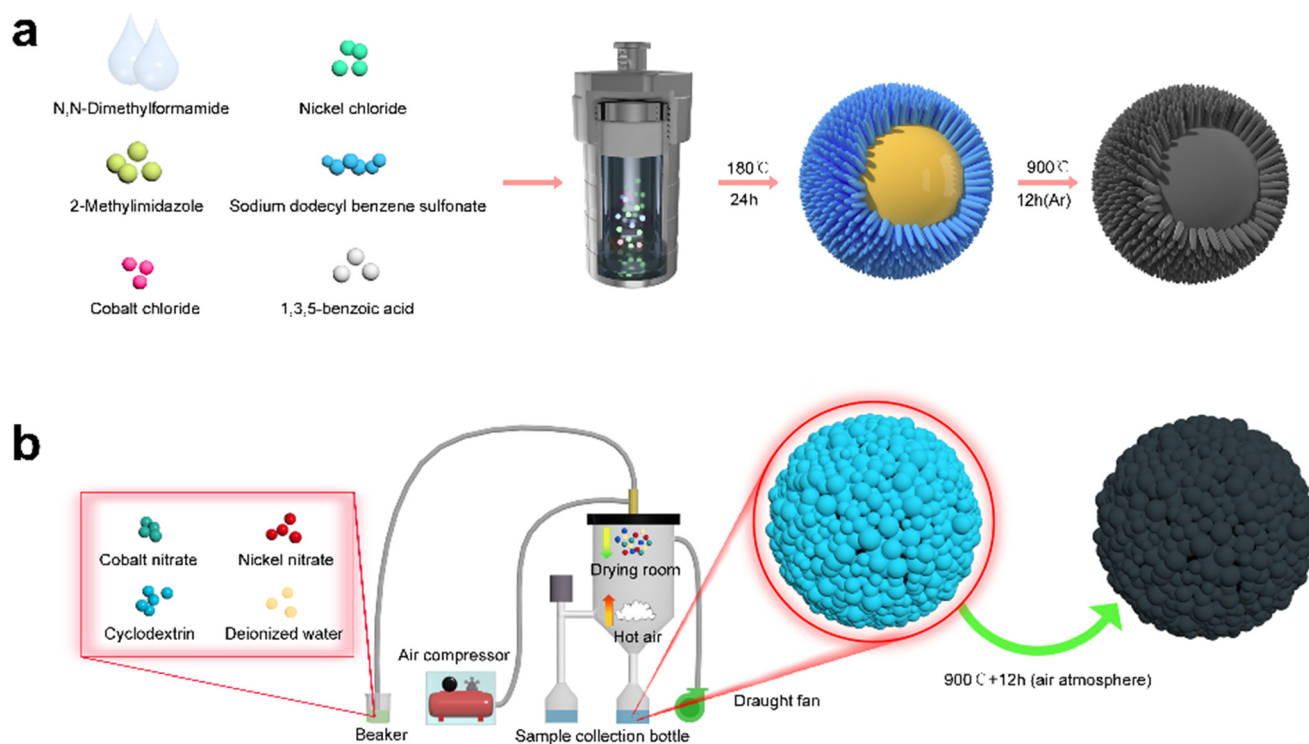 a
N,N-Dimethylformamide
Nickel chloride
2-Methylimidazole
Sodium dodecyl benzene sulfonate
Cobalt chloride
1,3,5-benzoic acid
180℃
24h
900℃
12h(Ar)
b
Cobalt nitrate
Nickel nitrate
Cyclodextrin
Deionized water
Drying room
Hot air
Air compressor
Beaker
Sample collection bottle
Draught fan
900℃+12h (air atmosphere)